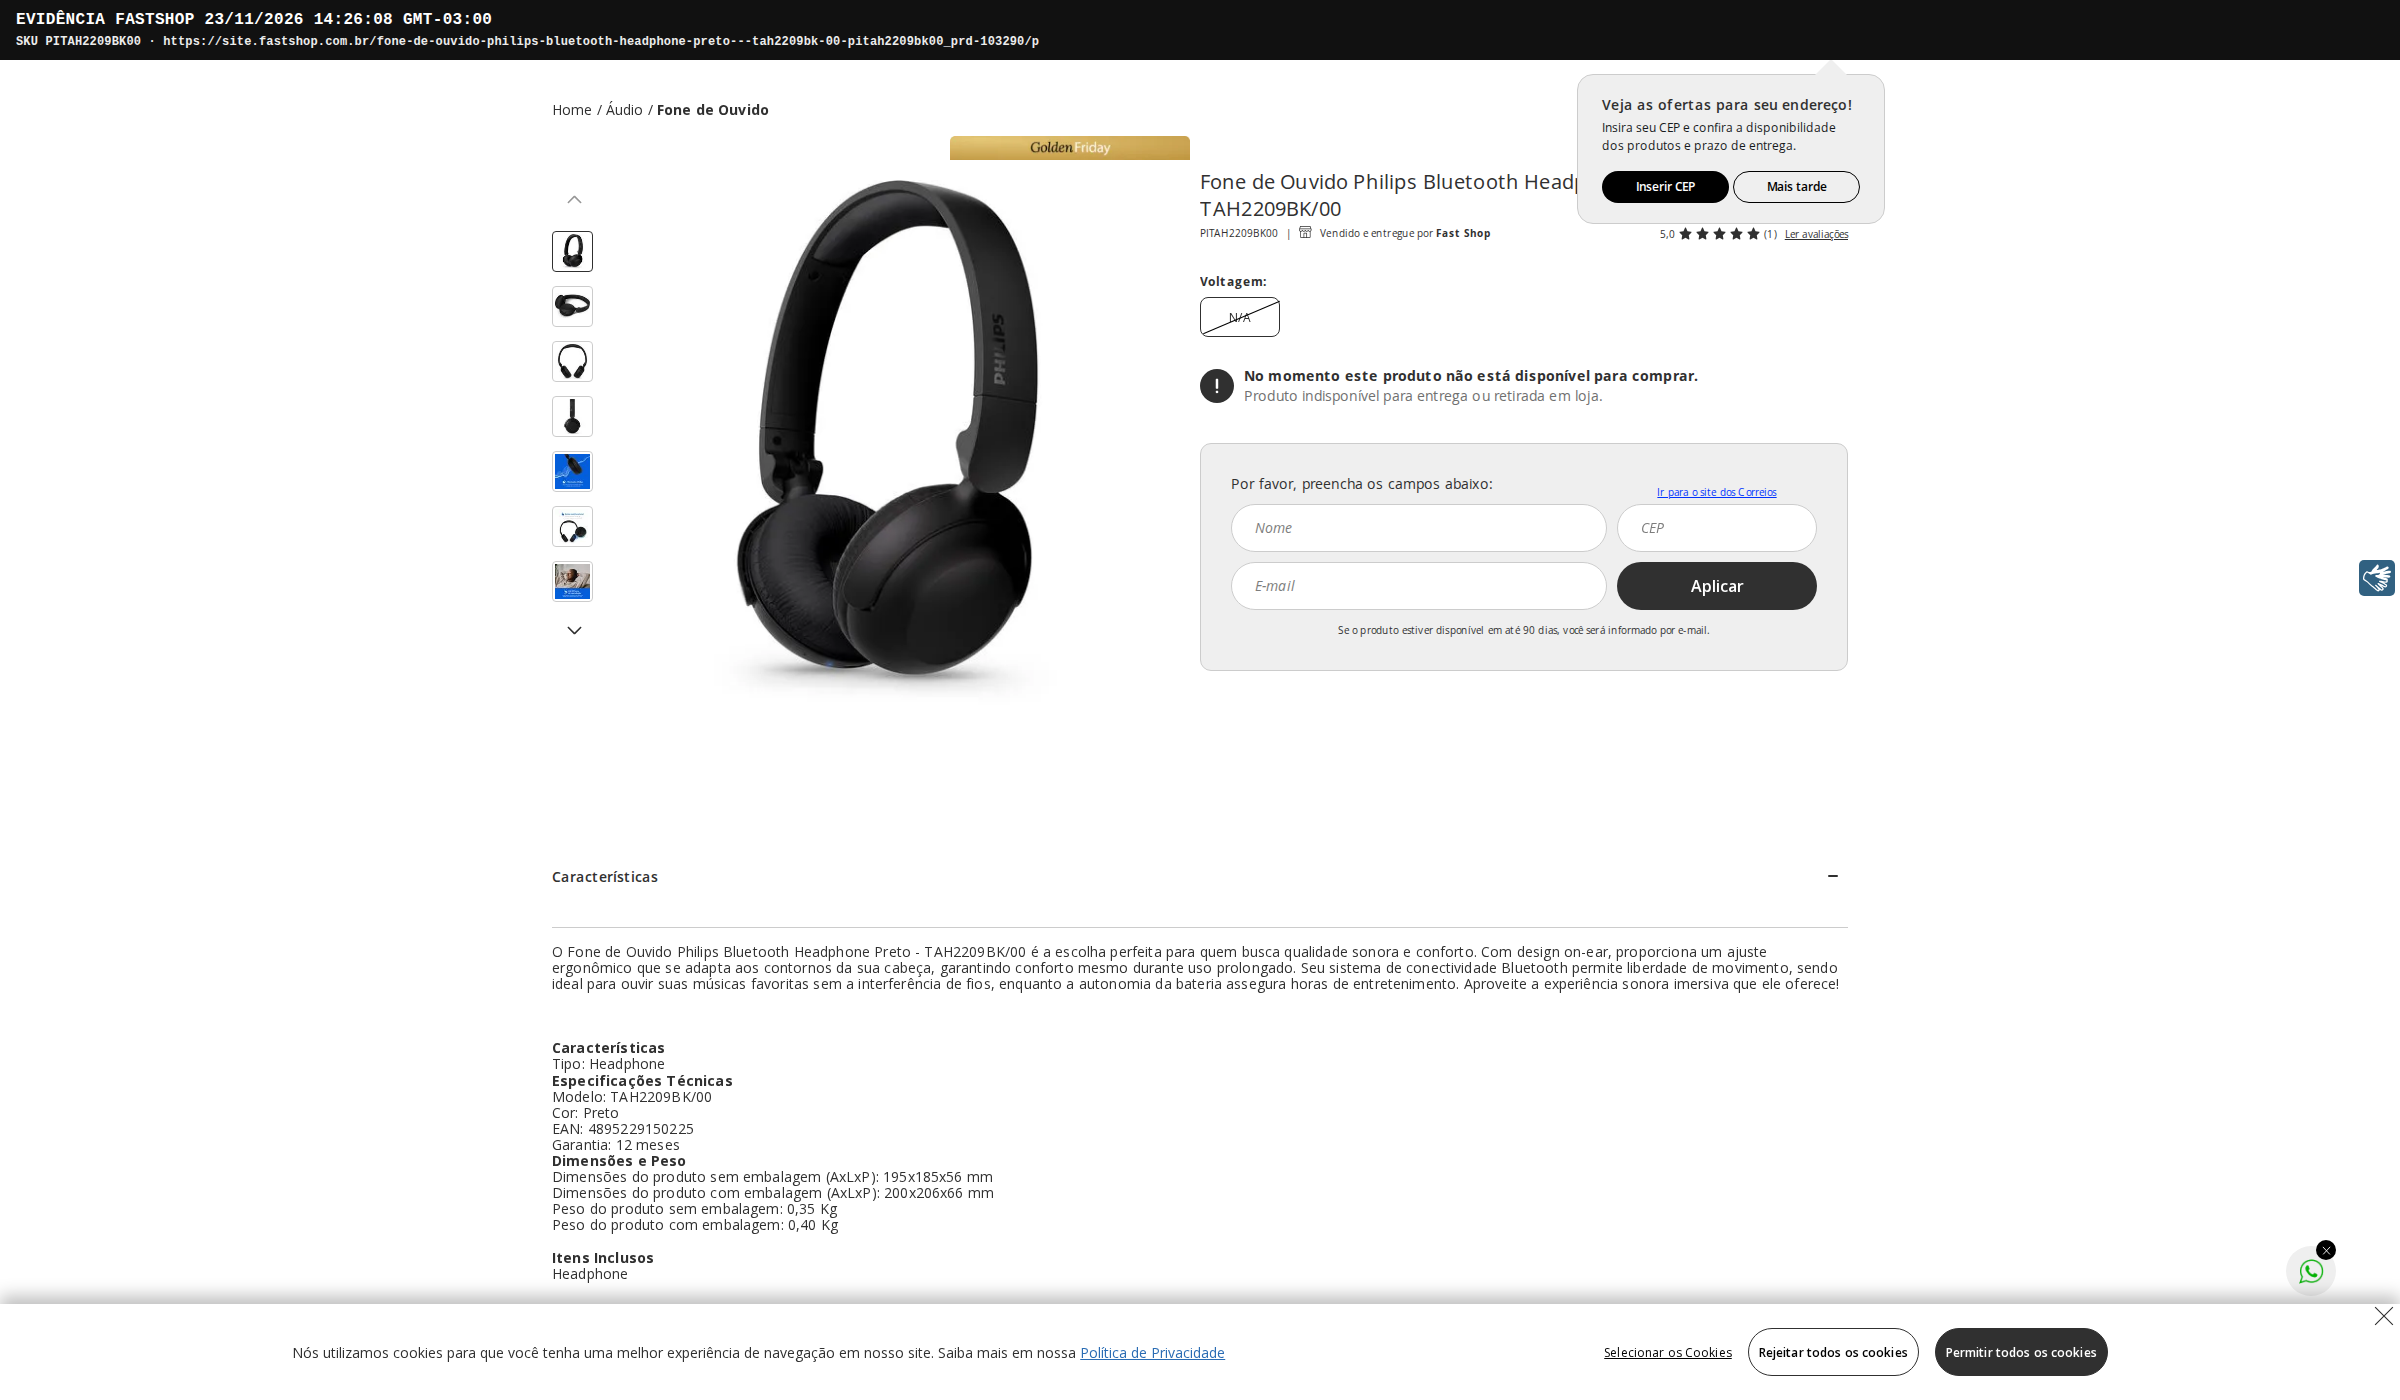 EVIDÊNCIA FASTSHOP 23/11/2026 14:26:08 GMT-03:00
SKU PITAH2209BK00 · https://site.fastshop.com.br/fone-de-ouvido-philips-bluetooth-headphone-preto---tah2209bk-00-pitah2209bk00_prd-103290/p
Veja as ofertas para seu endereço!
Insira seu CEP e confira a disponibilidade
dos produtos e prazo de entrega.
Inserir CEP Mais tarde
Home / Áudio / Fone de Ouvido
Golden Friday
PHILIPS
Fone de Ouvido Philips Bluetooth Headp
TAH2209BK/00
PITAH2209BK00 | Vendido e entregue por Fast Shop
5,0 (1) Ler avaliações
Voltagem:
N/A
No momento este produto não está disponível para comprar.
Produto indisponível para entrega ou retirada em loja.
Por favor, preencha os campos abaixo:
Ir para o site dos Correios
Nome CEP
E-mail Aplicar
Se o produto estiver disponível em até 90 dias, você será informado por e-mail.
Características
O Fone de Ouvido Philips Bluetooth Headphone Preto - TAH2209BK/00 é a escolha perfeita para quem busca qualidade sonora e conforto. Com design on-ear, proporciona um ajuste
ergonômico que se adapta aos contornos da sua cabeça, garantindo conforto mesmo durante uso prolongado. Seu sistema de conectividade Bluetooth permite liberdade de movimento, sendo
ideal para ouvir suas músicas favoritas sem a interferência de fios, enquanto a autonomia da bateria assegura horas de entretenimento. Aproveite a experiência sonora imersiva que ele oferece!
Características
Tipo: Headphone
Especificações Técnicas
Modelo: TAH2209BK/00
Cor: Preto
EAN: 4895229150225
Garantia: 12 meses
Dimensões e Peso
Dimensões do produto sem embalagem (AxLxP): 195x185x56 mm
Dimensões do produto com embalagem (AxLxP): 200x206x66 mm
Peso do produto sem embalagem: 0,35 Kg
Peso do produto com embalagem: 0,40 Kg
Itens Inclusos
Headphone
Nós utilizamos cookies para que você tenha uma melhor experiência de navegação em nosso site. Saiba mais em nossa Política de Privacidade
Selecionar os Cookies Rejeitar todos os cookies Permitir todos os cookies